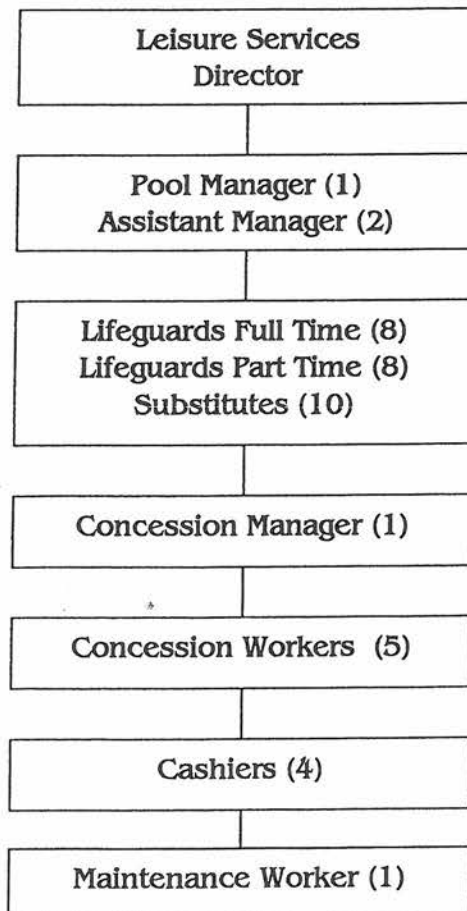 Leisure Services
Director
Pool Manager (1)
Assistant Manager (2)
Lifeguards Full Time (8)
Lifeguards Part Time (8)
Substitutes (10)
Concession Manager (1)
Concession Workers (5)
Cashiers (4)
Maintenance Worker (1)